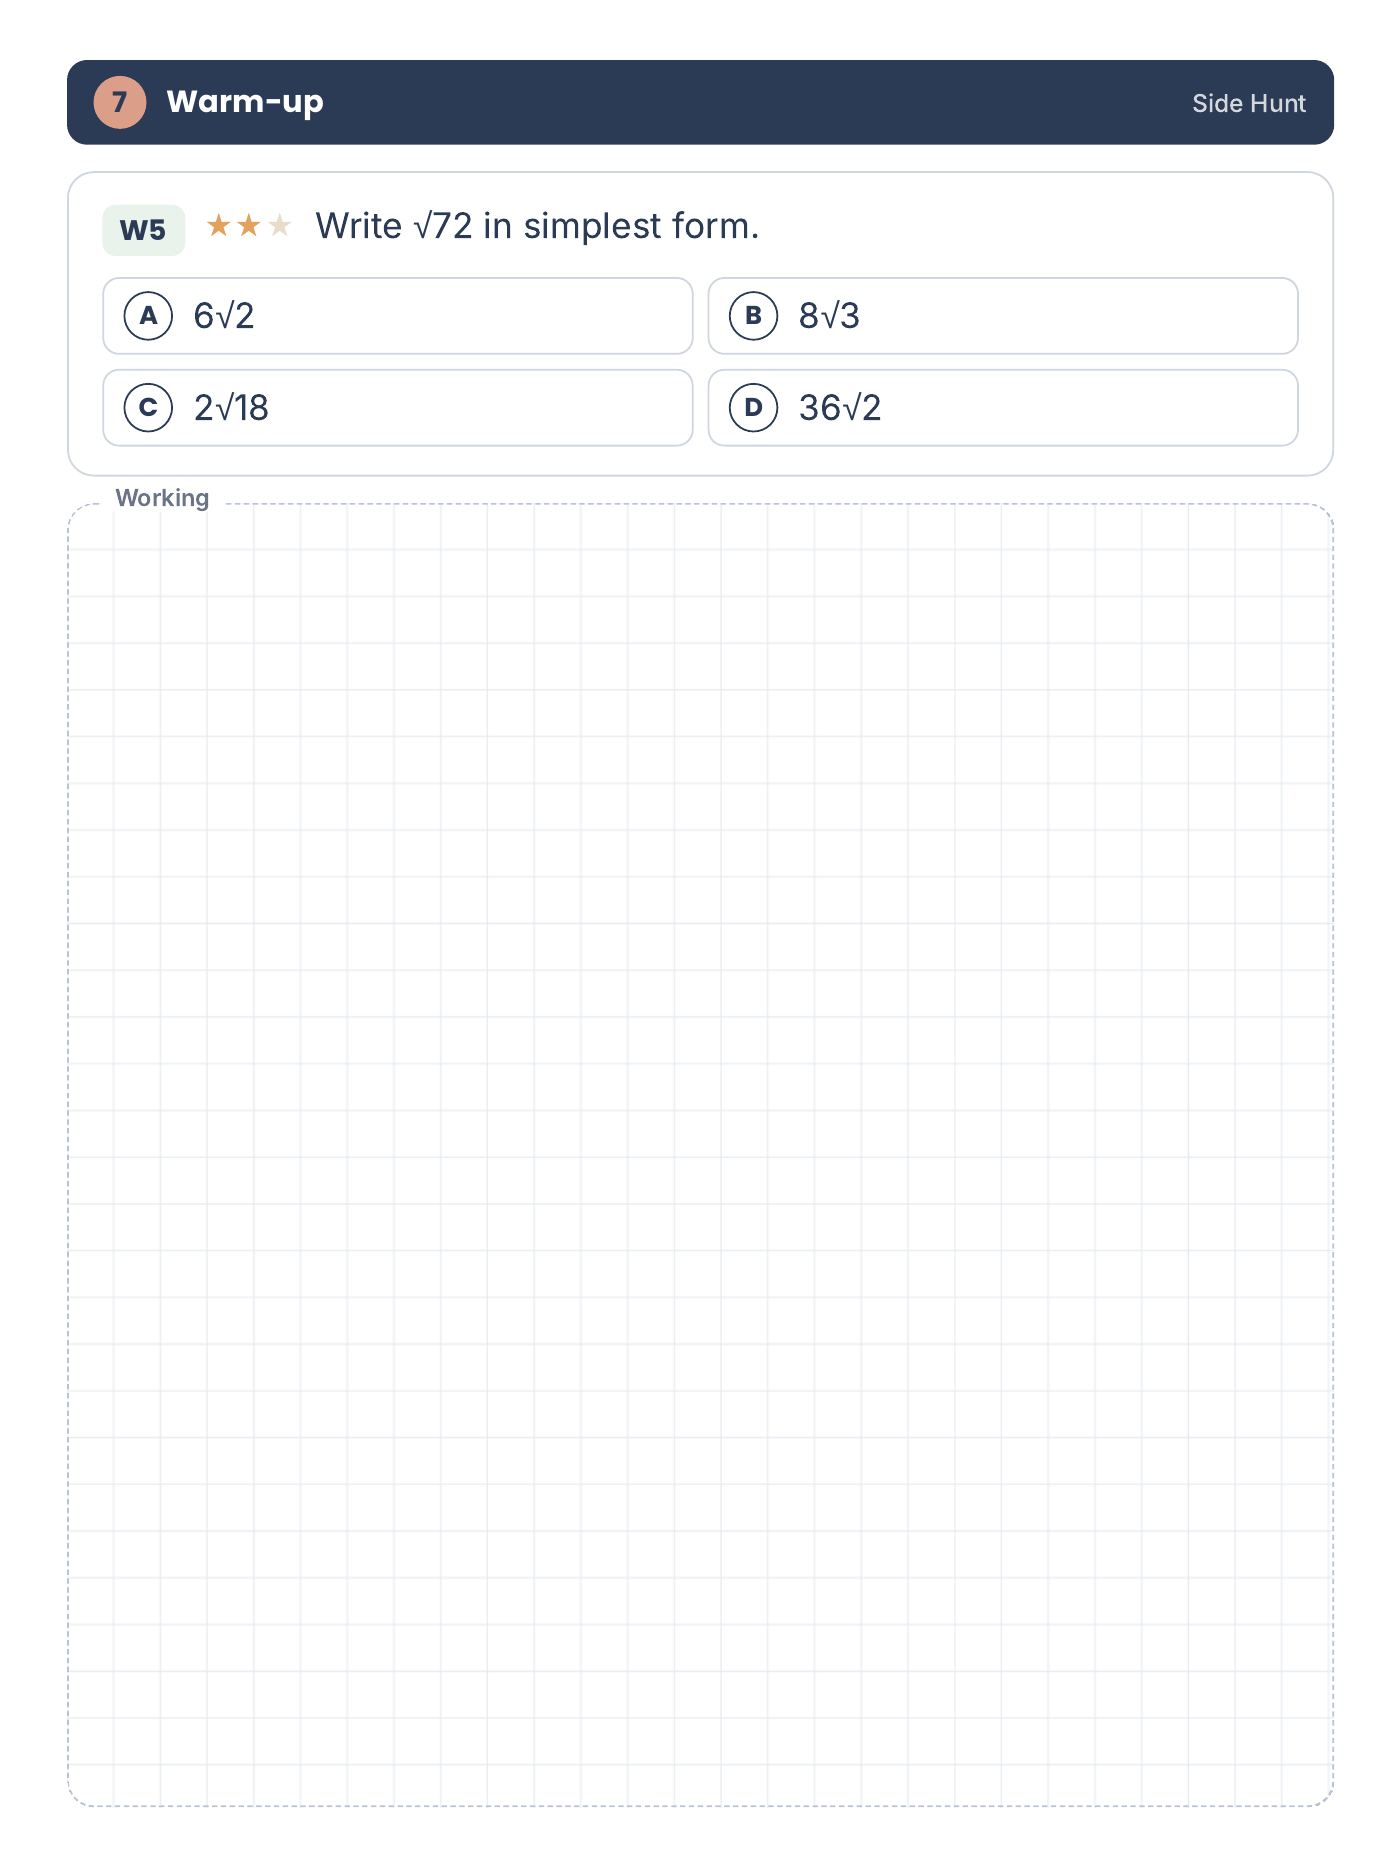 7 Warm-up Side Hunt
W5 ★★★ Write √72 in simplest form.
A 6√2 B 8√3
C 2√18 D 36√2
Working